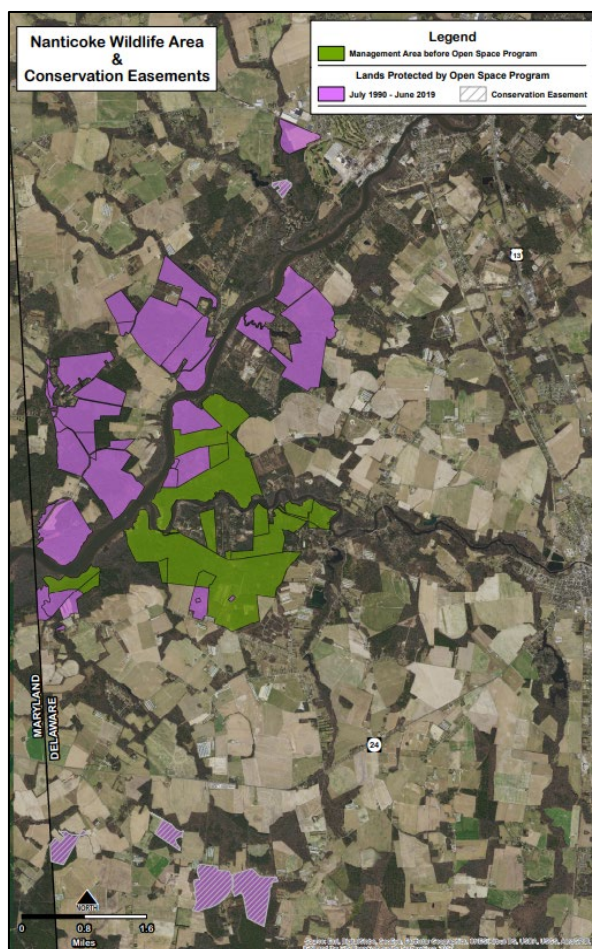 Nanticoke Wildlife Area
&
Conservation Easements
Legend
Management Area before Open Space Program
Lands Protected by Open Space Program
July 1990 - June 2019
Conservation Easement
13
MARYLAND
DELAWARE
24
NORTH
0 0.8 1.6
Miles